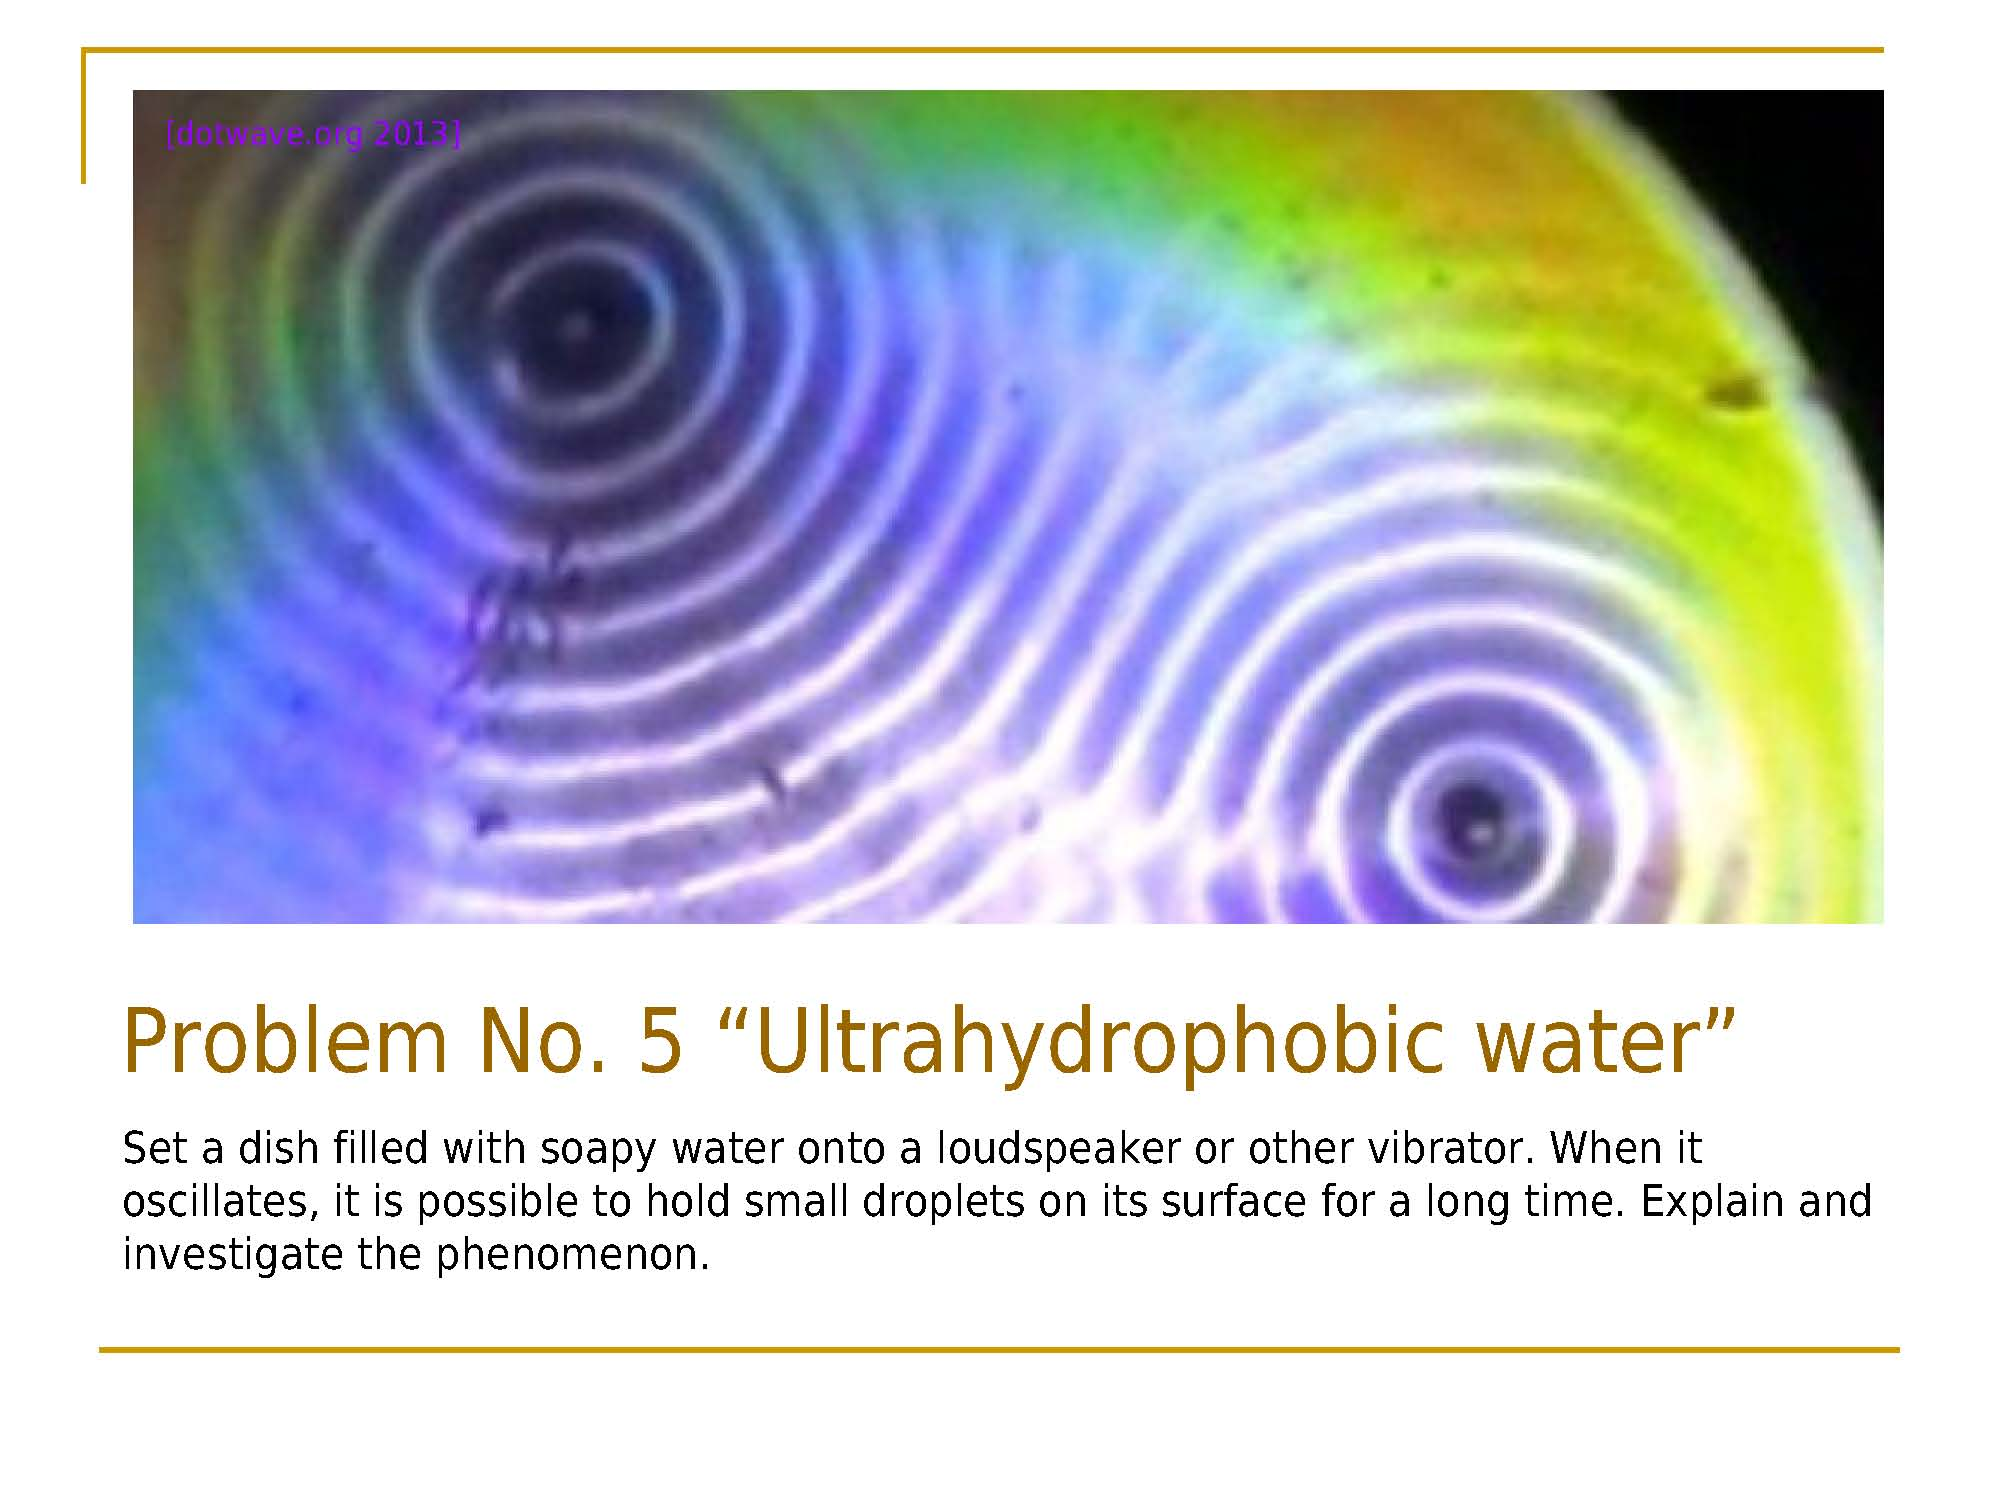 [dotwave.org 2013]
Problem No. 5 “Ultrahydrophobic water”
Set a dish filled with soapy water onto a loudspeaker or other vibrator. When it
oscillates, it is possible to hold small droplets on its surface for a long time. Explain and
investigate the phenomenon.